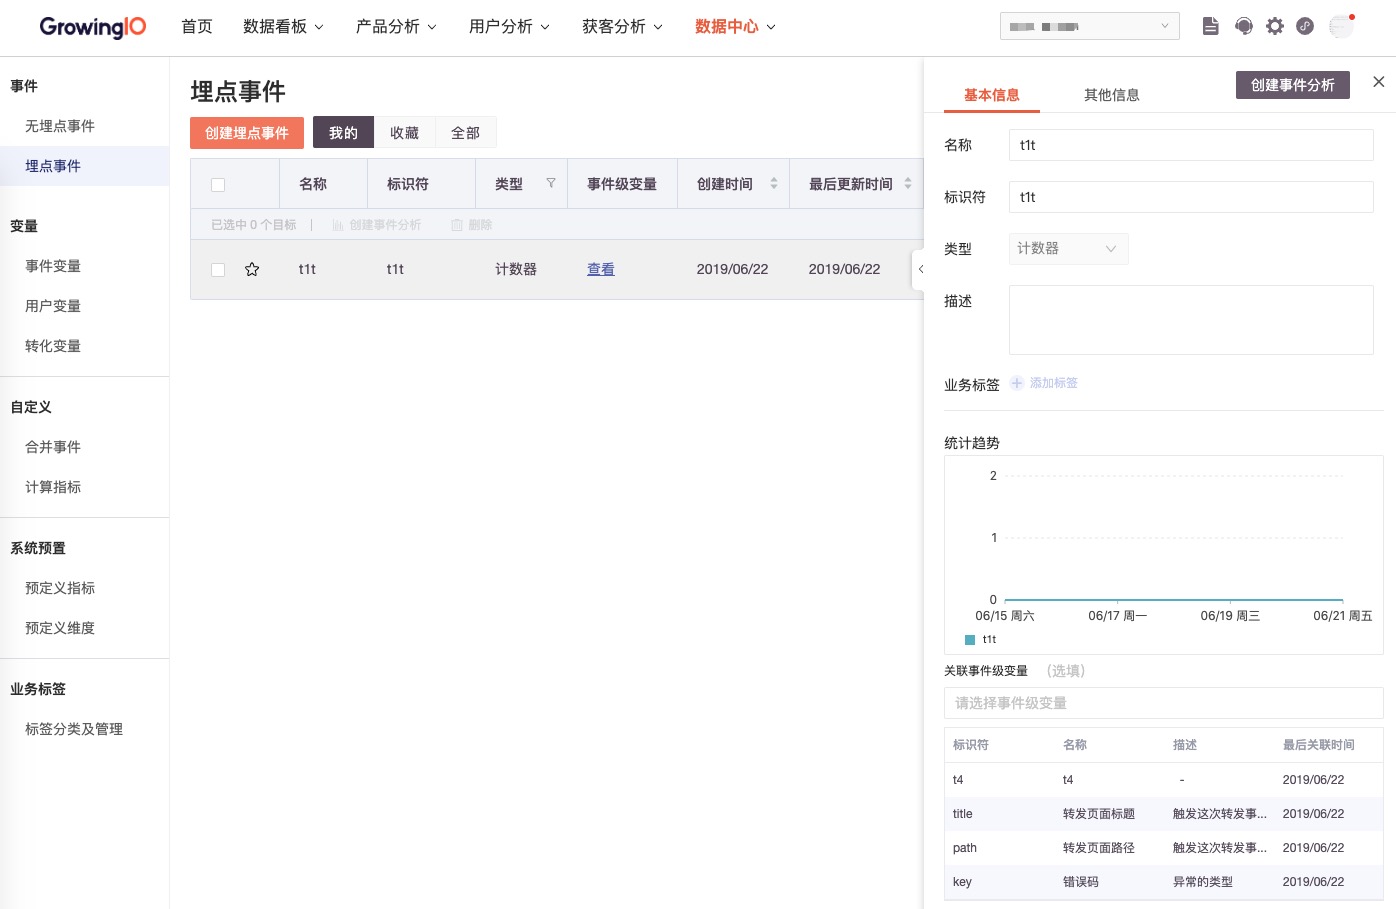 GrowingIO 首页 数据看板 产品分析 用户分析 获客分析 数据中心
事件
无埋点事件
埋点事件
变量
事件变量
用户变量
转化变量
自定义
合并事件
计算指标
系统预置
预定义指标
预定义维度
业务标签
标签分类及管理
埋点事件
创建埋点事件 我的 收藏 全部
名称 标识符 类型 事件级变量 创建时间 最后更新时间
已选中 0 个目标 | 创建事件分析 删除
t1t t1t 计数器 查看 2019/06/22 2019/06/22
基本信息 其他信息 创建事件分析
名称 t1t
标识符 t1t
类型 计数器
描述
业务标签 添加标签
统计趋势
2
1
0
06/15 周六 06/17 周一 06/19 周三 06/21 周五
t1t
关联事件级变量 （选填）
请选择事件级变量
标识符 名称 描述 最后关联时间
t4 t4 - 2019/06/22
title 转发页面标题 触发这次转发事... 2019/06/22
path 转发页面路径 触发这次转发事... 2019/06/22
key 错误码 异常的类型 2019/06/22